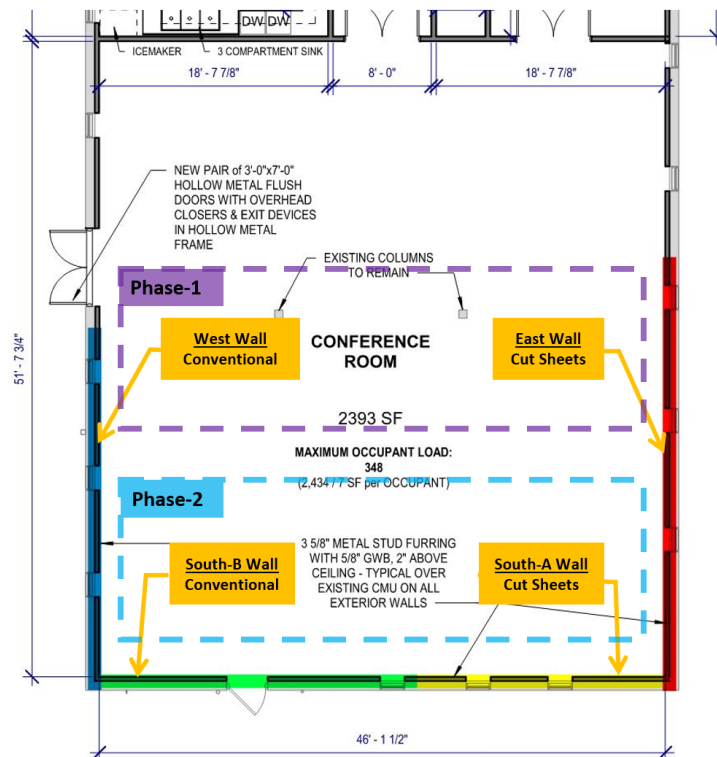 DW DW
ICEMAKER
3 COMPARTMENT SINK
18' - 7 7/8"
8' - 0"
18' - 7 7/8"
NEW PAIR of 3'-0"x7'-0"
HOLLOW METAL FLUSH
DOORS WITH OVERHEAD
CLOSERS & EXIT DEVICES
IN HOLLOW METAL
FRAME
EXISTING COLUMNS
TO REMAIN
Phase-1
West Wall
Conventional
CONFERENCE
ROOM
East Wall
Cut Sheets
51' - 7 3/4"
2393 SF
MAXIMUM OCCUPANT LOAD:
348
(2,434 / 7 SF per OCCUPANT)
Phase-2
3 5/8" METAL STUD FURRING
WITH 5/8" GWB, 2" ABOVE
CEILING - TYPICAL OVER
EXISTING CMU ON ALL
EXTERIOR WALLS
South-B Wall
Conventional
South-A Wall
Cut Sheets
46' - 1 1/2"